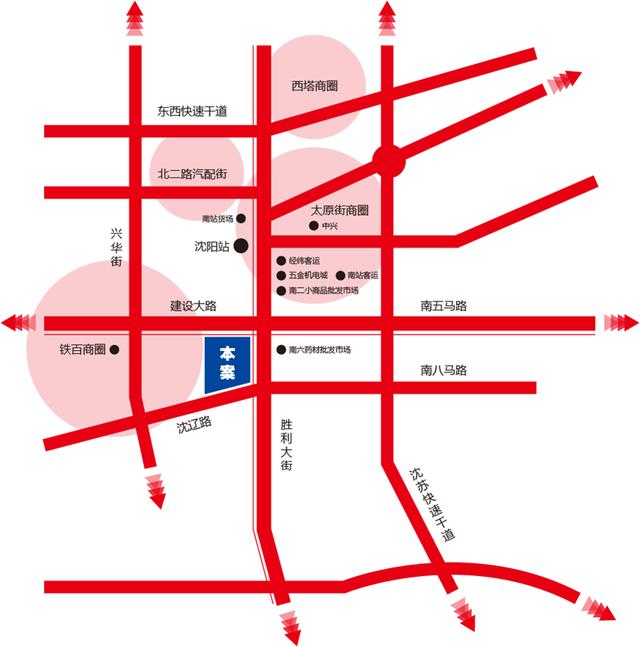 西塔商圈
东西快速干道
北二路汽配街
太原街商圈
南站货场
中兴
兴华街
沈阳站
经纬客运
五金机电城
南站客运
南二小商品批发市场
建设大路
南五马路
铁百商圈
本案
南六药材批发市场
南八马路
沈辽路
胜利大街
沈苏快速干道